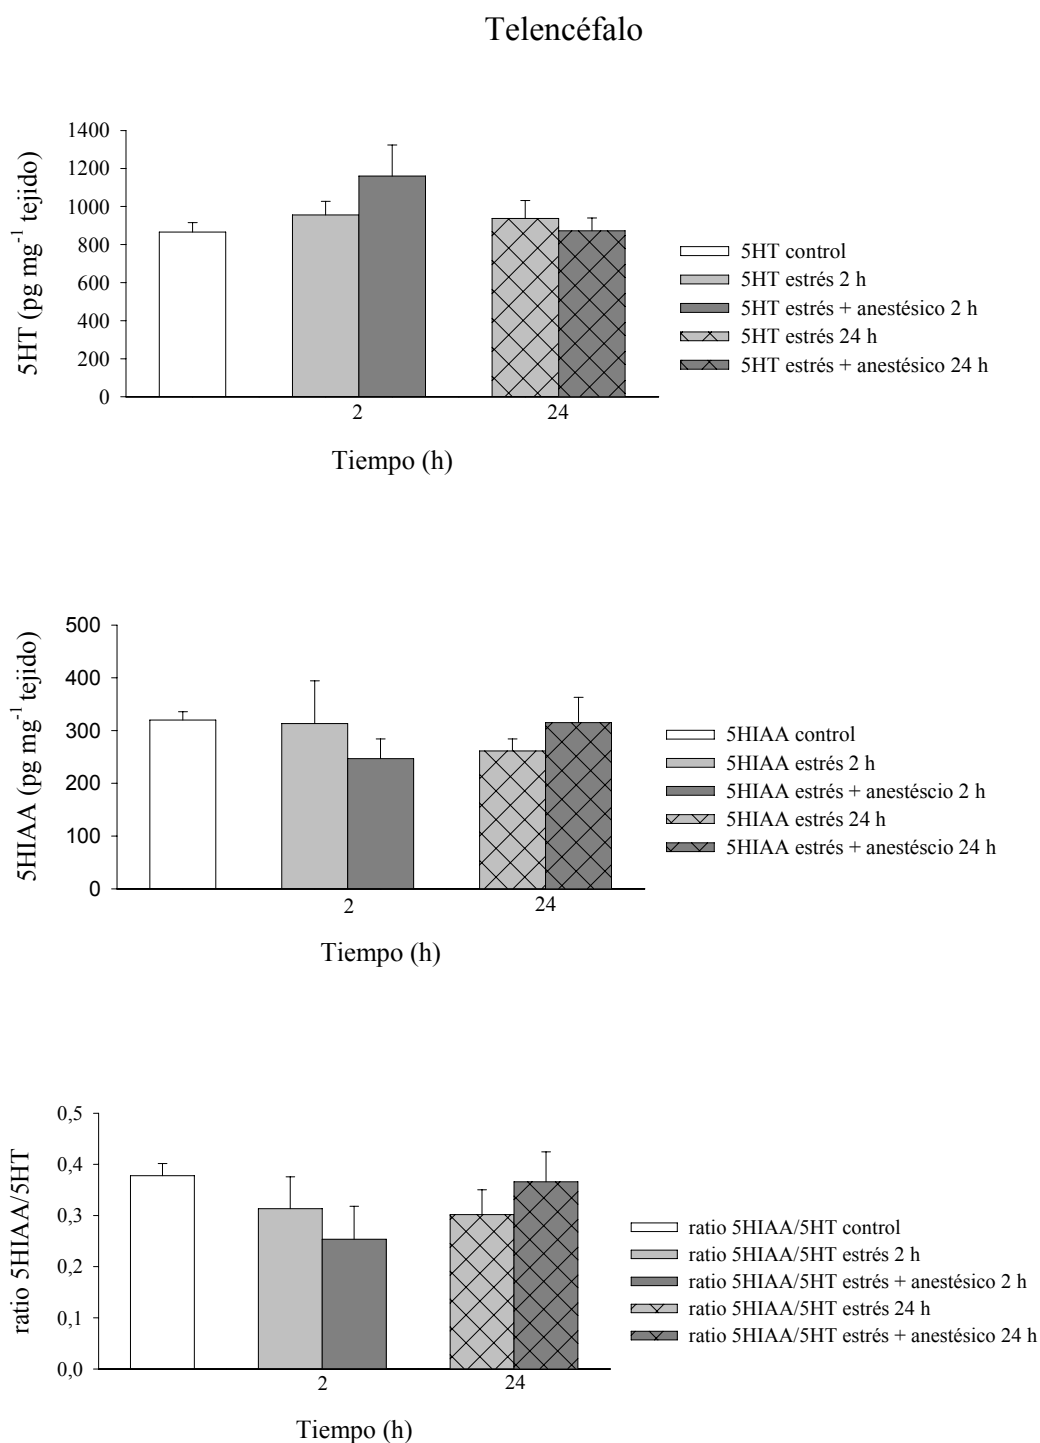 Telencéfalo
5HT (pg mg-1 tejido)
1400
1200
1000
800
600
400
200
0
2
24
Tiempo (h)
5HT control
5HT estrés 2 h
5HT estrés + anestésico 2 h
5HT estrés 24 h
5HT estrés + anestésico 24 h
5HIAA (pg mg-1 tejido)
500
400
300
200
100
0
2
24
Tiempo (h)
5HIAA control
5HIAA estrés 2 h
5HIAA estrés + anestéscio 2 h
5HIAA estrés 24 h
5HIAA estrés + anestéscio 24 h
ratio 5HIAA/5HT
0,5
0,4
0,3
0,2
0,1
0,0
2
24
Tiempo (h)
ratio 5HIAA/5HT control
ratio 5HIAA/5HT estrés 2 h
ratio 5HIAA/5HT estrés + anestésico 2 h
ratio 5HIAA/5HT estrés 24 h
ratio 5HIAA/5HT estrés + anestésico 24 h